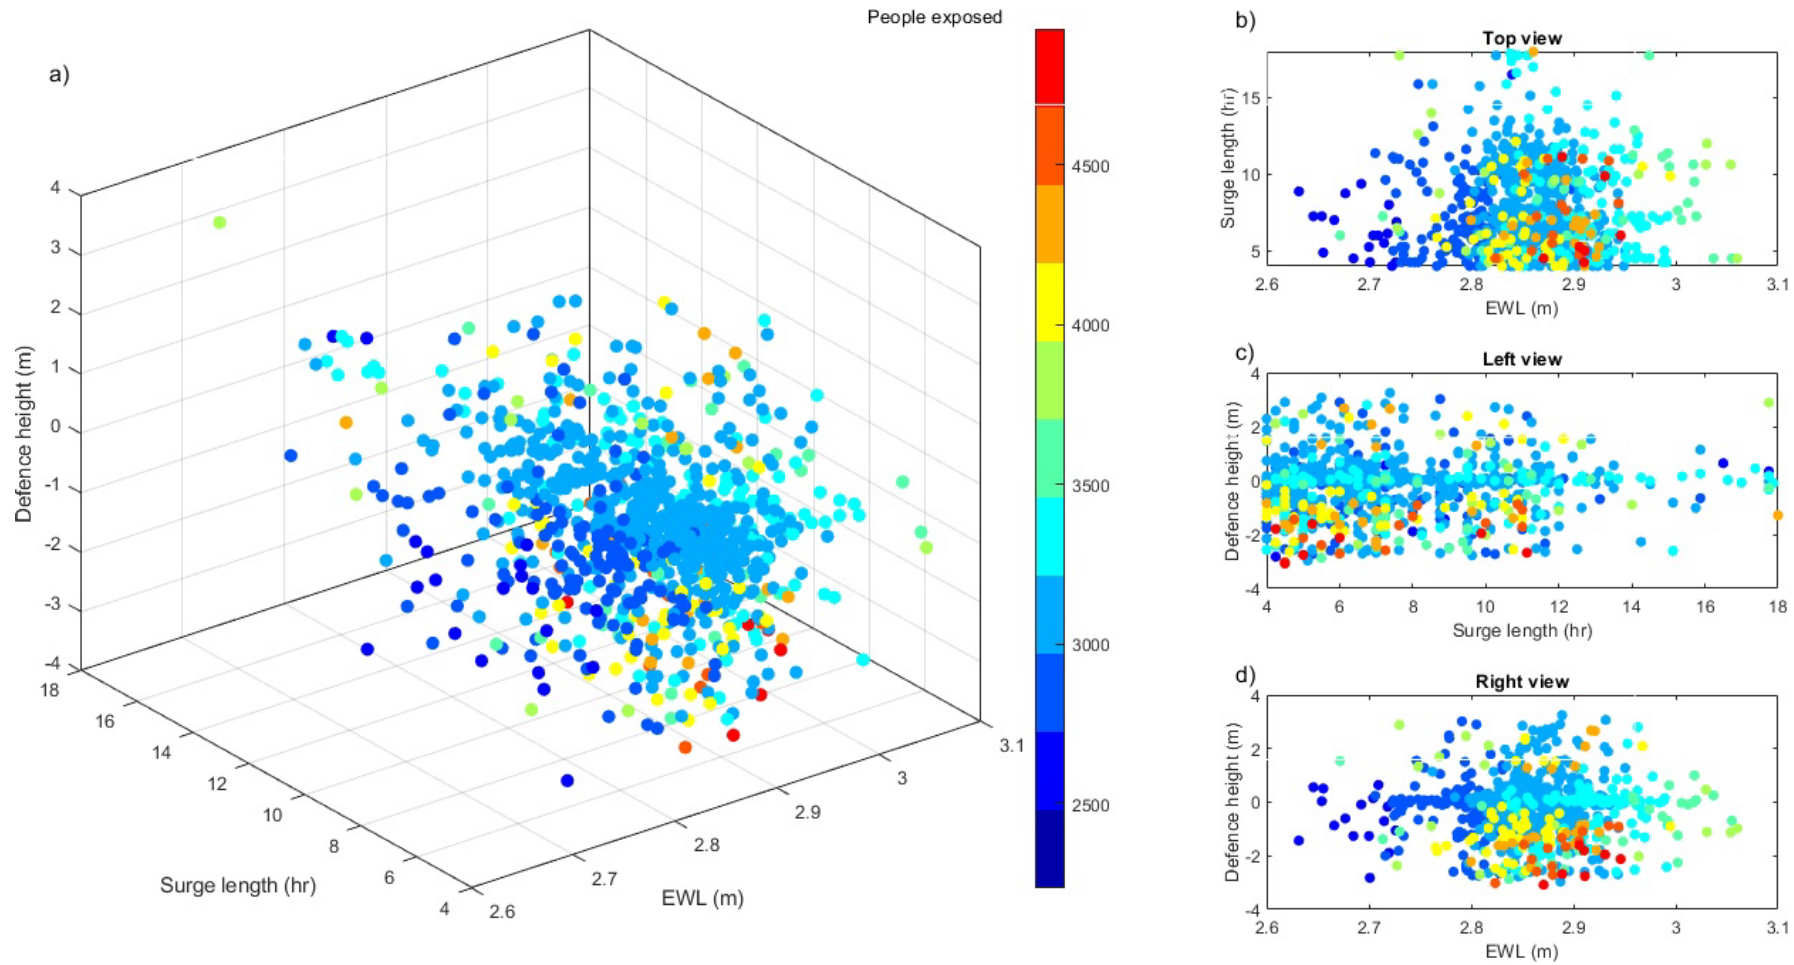 People exposed
a)
4
3
2
1
0
-1
-2
-3
-4
Defence height (m)
18
16
14
12
10
8
6
4
Surge length (hr)
2.6
2.7
2.8
2.9
3
3.1
EWL (m)
4500
4000
3500
3000
2500
b)
Top view
15
10
5
Surge length (hr)
2.6 2.7 2.8 2.9 3 3.1
EWL (m)
c)
Left view
4
2
0
-2
-4
Defence height (m)
4 6 8 10 12 14 16 18
Surge length (hr)
d)
Right view
4
2
0
-2
-4
Defence height (m)
2.6 2.7 2.8 2.9 3 3.1
EWL (m)